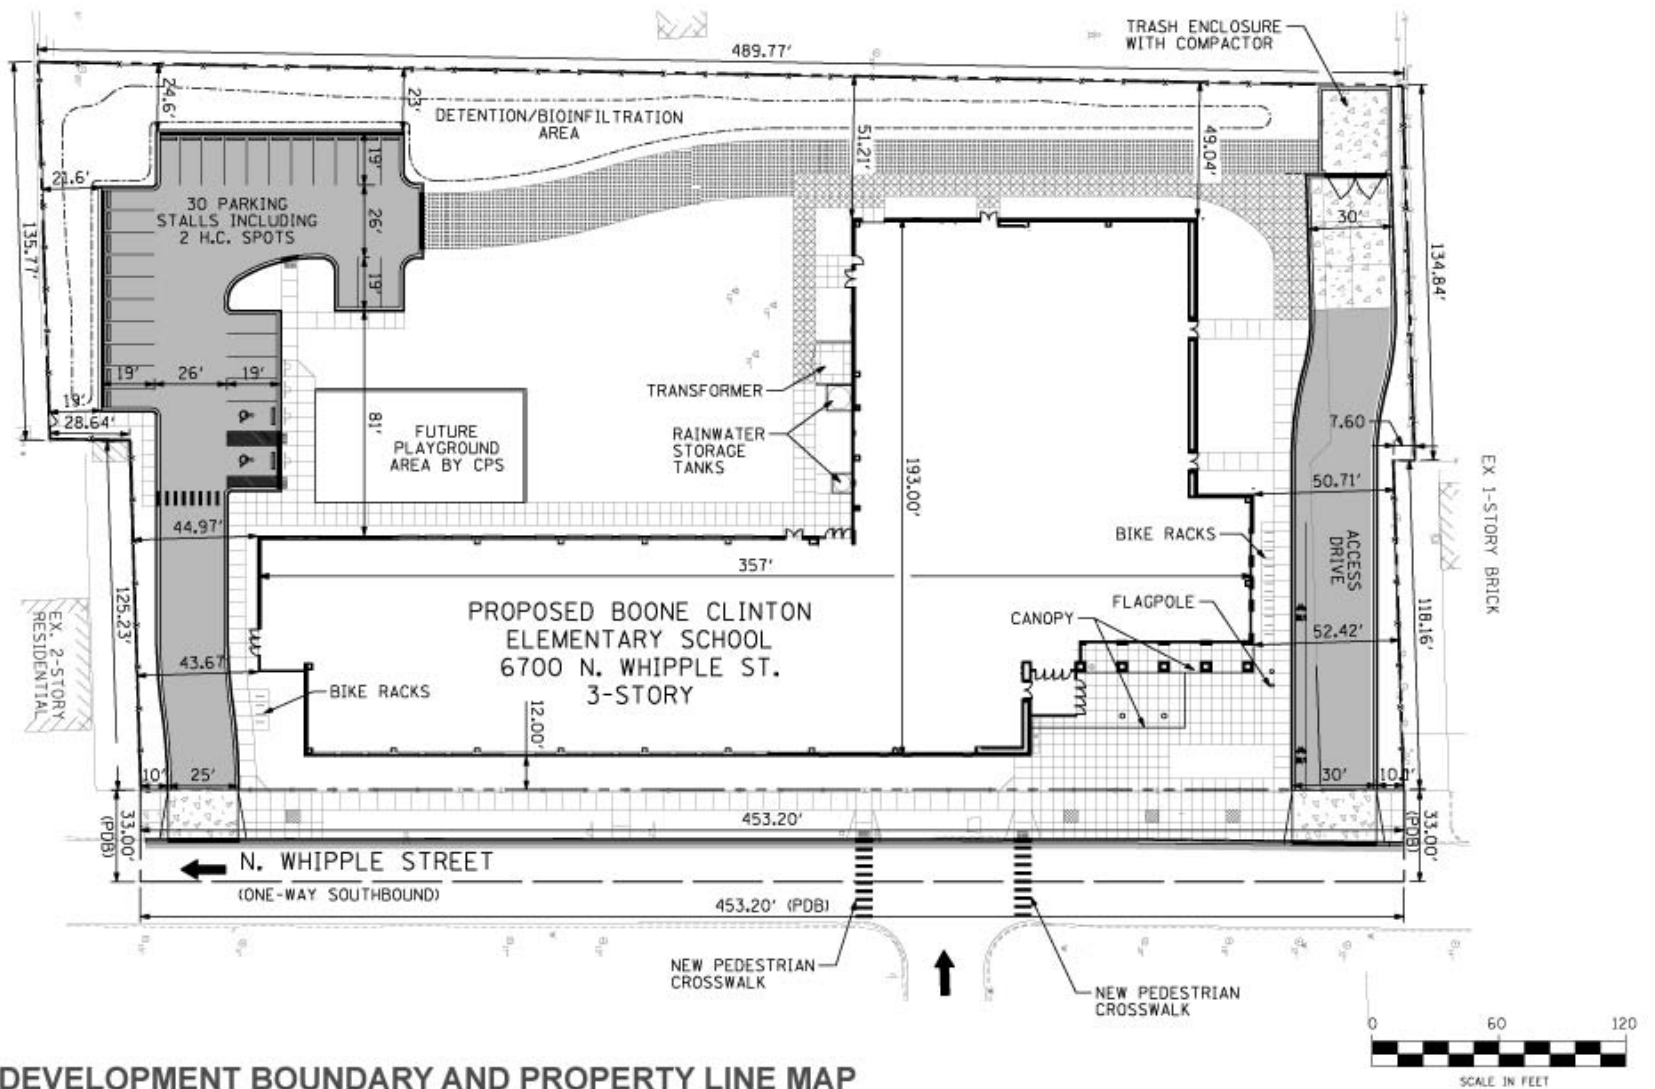 TRASH ENCLOSURE
WITH COMPACTOR
489.77'
24.6'
23'
DETENTION/BIOINFILTRATION
AREA
51.21'
49.04'
21.6'
19'
30 PARKING
STALLS INCLUDING
2 H.C. SPOTS
26'
19'
30'
135.77'
134.84'
19'
26'
19'
19'
28.64'
81'
FUTURE
PLAYGROUND
AREA BY CPS
TRANSFORMER
RAINWATER
STORAGE
TANKS
193.00'
7.60
50.71'
EX 1-STORY BRICK
44.97'
BIKE RACKS
ACCESS
DRIVE
357'
125.23'
EX. 2-STORY
RESIDENTIAL
PROPOSED BOONE CLINTON
ELEMENTARY SCHOOL
6700 N. WHIPPLE ST.
3-STORY
CANOPY
FLAGPOLE
118.16'
52.42'
43.67'
BIKE RACKS
12.00'
10'
25'
30'
10.1'
33.00'
(PDB)
453.20'
33.00'
(PDB)
N. WHIPPLE STREET
(ONE-WAY SOUTHBOUND)
453.20' (PDB)
NEW PEDESTRIAN
CROSSWALK
NEW PEDESTRIAN
CROSSWALK
0 60 120
SCALE IN FEET
DEVELOPMENT BOUNDARY AND PROPERTY LINE MAP